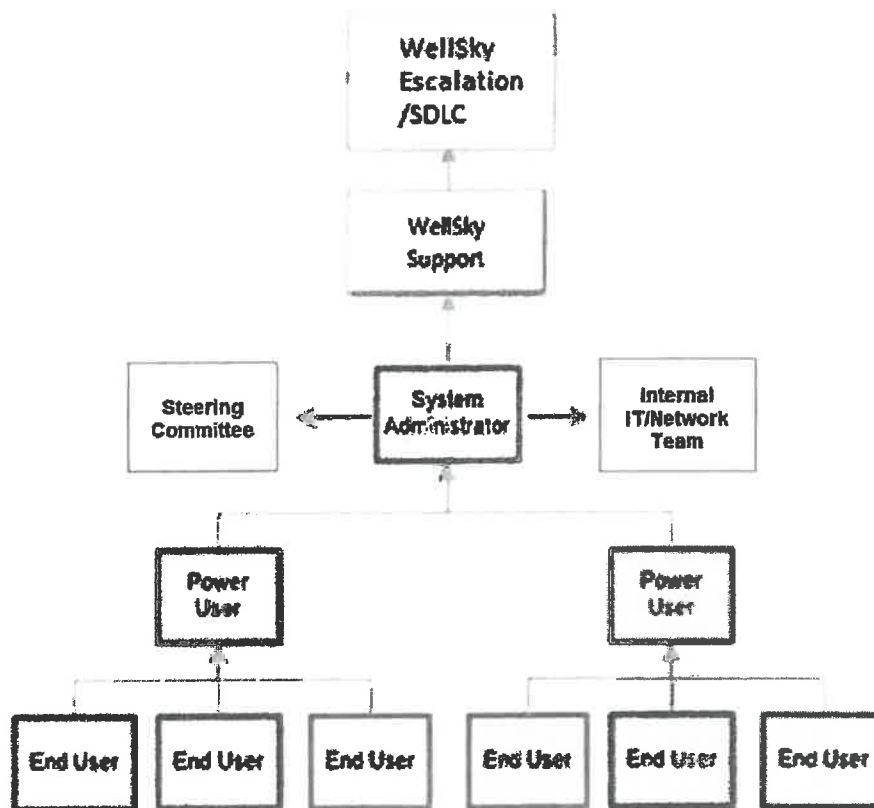 WellSky
Escalation
/SDLC
WellSky
Support
Steering
Committee
System
Administrator
Internal
IT/Network
Team
Power
User
Power
User
End User
End User
End User
End User
End User
End User